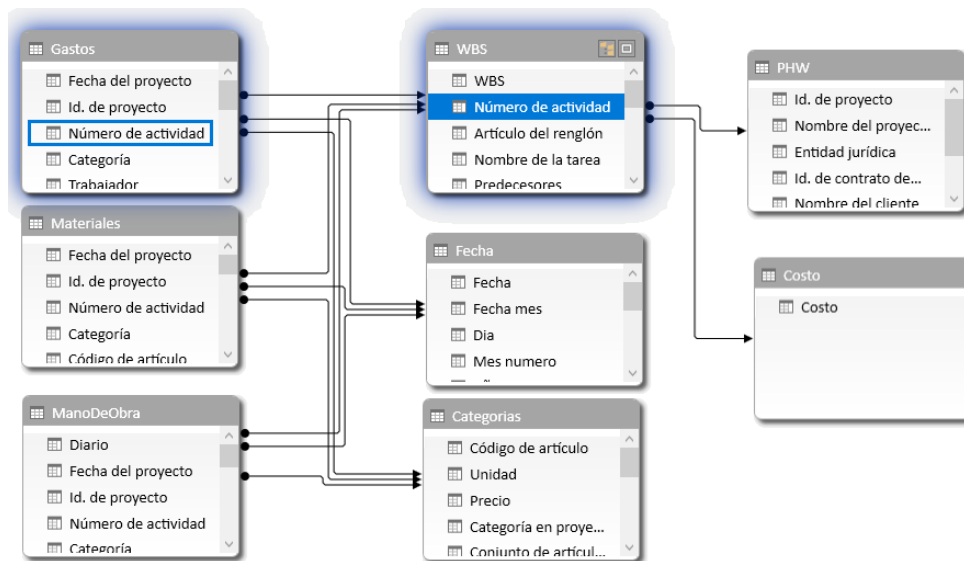 Gastos
Fecha del proyecto
Id. de proyecto
Número de actividad
Categoría
Trabajador
WBS
WBS
Número de actividad
Artículo del renglón
Nombre de la tarea
Predecesores
PHW
Id. de proyecto
Nombre del proyec...
Entidad jurídica
Id. de contrato de...
Nombre del cliente
Materiales
Fecha del proyecto
Id. de proyecto
Número de actividad
Categoría
Código de artículo
Fecha
Fecha
Fecha mes
Dia
Mes numero
Costo
Costo
ManoDeObra
Diario
Fecha del proyecto
Id. de proyecto
Número de actividad
Categoría
Categorias
Código de artículo
Unidad
Precio
Categoría en proye...
Conjunto de artícul...